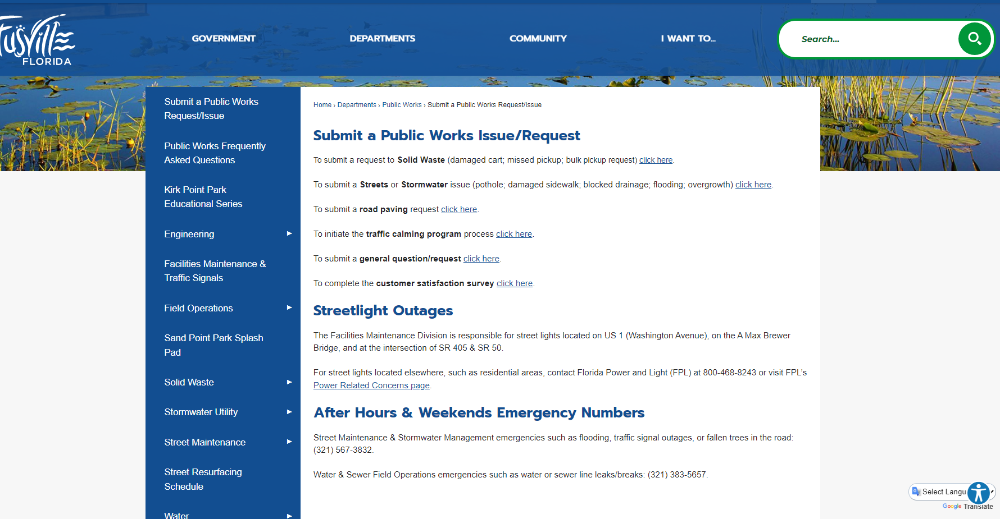 FLORIDA
GOVERNMENT
DEPARTMENTS
COMMUNITY
I WANT TO...
Search...
Submit a Public Works
Request/Issue
Public Works Frequently
Asked Questions
Kirk Point Park
Educational Series
Engineering
Facilities Maintenance &
Traffic Signals
Field Operations
Sand Point Park Splash
Pad
Solid Waste
Stormwater Utility
Street Maintenance
Street Resurfacing
Schedule
Water
Home › Departments › Public Works › Submit a Public Works Request/Issue
Submit a Public Works Issue/Request
To submit a request to Solid Waste (damaged cart; missed pickup; bulk pickup request) click here.
To submit a Streets or Stormwater issue (pothole; damaged sidewalk; blocked drainage; flooding; overgrowth) click here.
To submit a road paving request click here.
To initiate the traffic calming program process click here.
To submit a general question/request click here.
To complete the customer satisfaction survey click here.
Streetlight Outages
The Facilities Maintenance Division is responsible for street lights located on US 1 (Washington Avenue), on the A Max Brewer
Bridge, and at the intersection of SR 405 & SR 50.
For street lights located elsewhere, such as residential areas, contact Florida Power and Light (FPL) at 800-468-8243 or visit FPL’s
Power Related Concerns page.
After Hours & Weekends Emergency Numbers
Street Maintenance & Stormwater Management emergencies such as flooding, traffic signal outages, or fallen trees in the road:
(321) 567-3832.
Water & Sewer Field Operations emergencies such as water or sewer line leaks/breaks: (321) 383-5657.
Select Langu
Google Translate